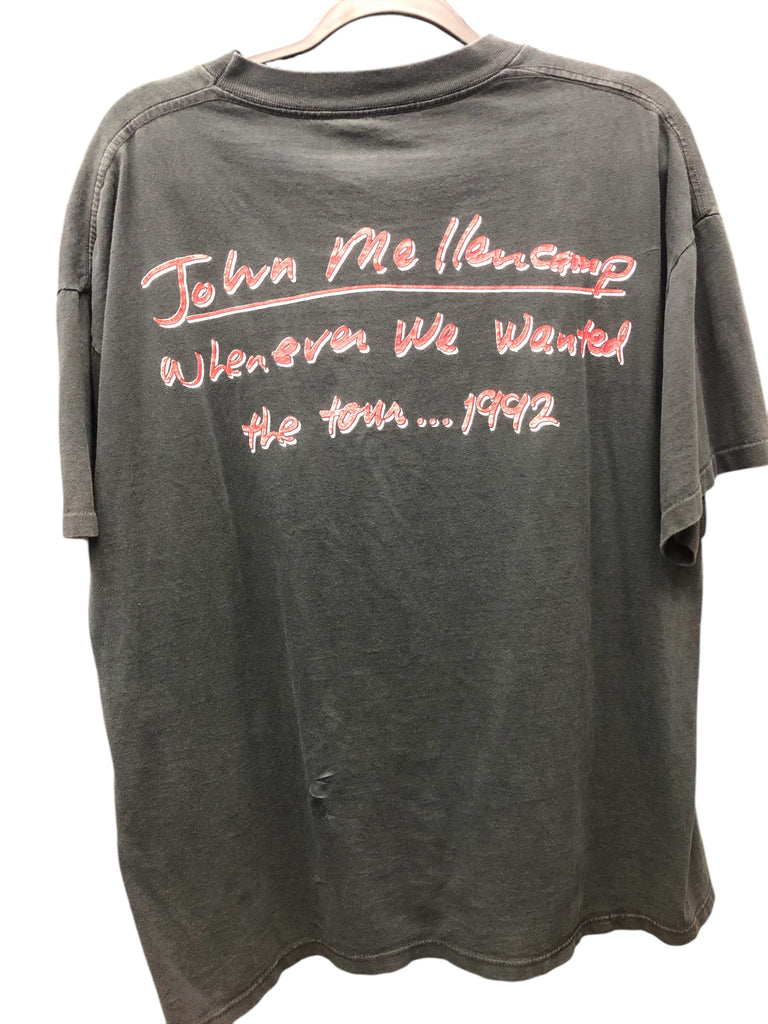 John Mellencamp
Whenever We Wanted
the tour...1992